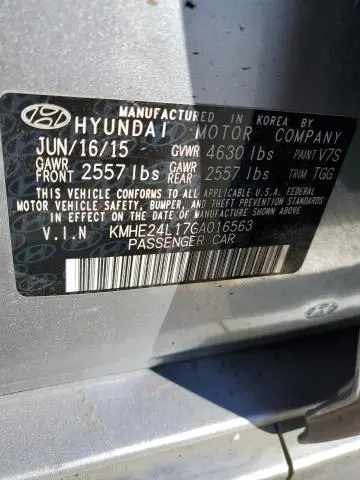 MANUFACTURED IN KOREA BY
HYUNDAI MOTOR COMPANY
JUN/16/15 GVWR 4630 lbs PAINT V7S
GAWR FRONT 2557 lbs GAWR REAR 2557 lbs TRIM TGG
THIS VEHICLE CONFORMS TO ALL APPLICABLE U.S.A. FEDERAL
MOTOR VEHICLE SAFETY, BUMPER, AND THEFT PREVENTION STANDARDS
IN EFFECT ON THE DATE OF MANUFACTURE SHOWN ABOVE.
V.I.N KMHE24L17GA016563
PASSENGER CAR